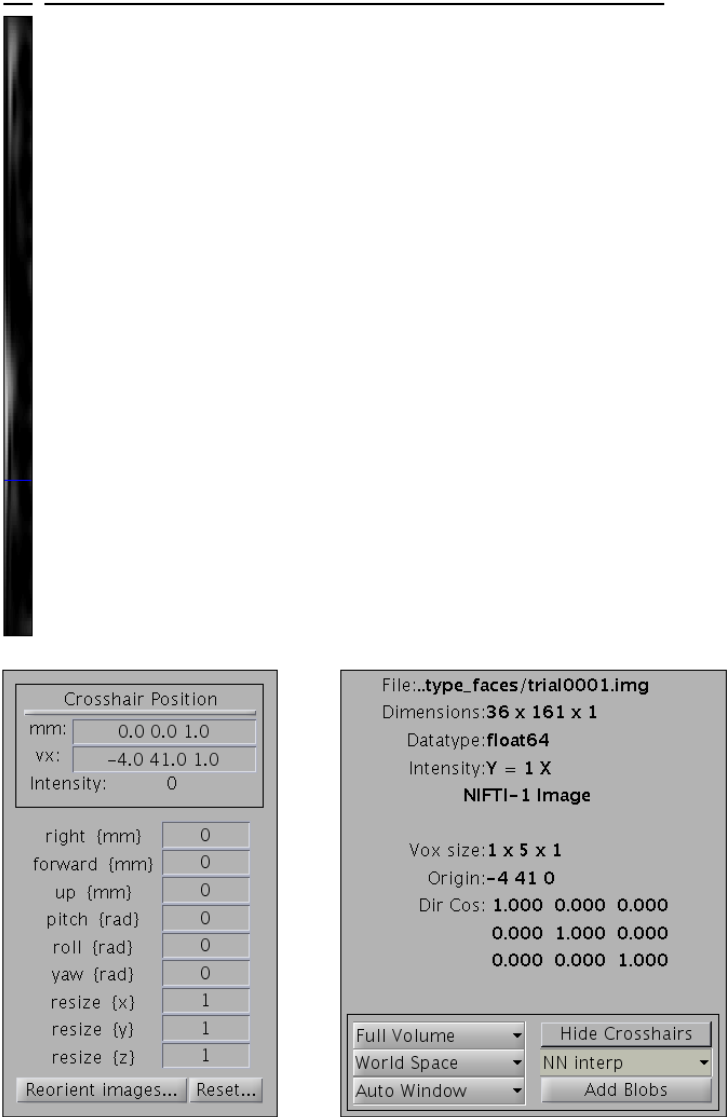 Crosshair Position
mm: 0.0 0.0 1.0
vx: -4.0 41.0 1.0
Intensity: 0
right {mm} 0
forward {mm} 0
up {mm} 0
pitch {rad} 0
roll {rad} 0
yaw {rad} 0
resize {x} 1
resize {y} 1
resize {z} 1
Reorient images... Reset...
File:..type_faces/trial0001.img
Dimensions:36 x 161 x 1
Datatype:float64
Intensity:Y = 1 X
NIFTI-1 Image
Vox size:1 x 5 x 1
Origin:-4 41 0
Dir Cos: 1.000 0.000 0.000
0.000 1.000 0.000
0.000 0.000 1.000
Full Volume Hide Crosshairs
World Space NN interp
Auto Window Add Blobs